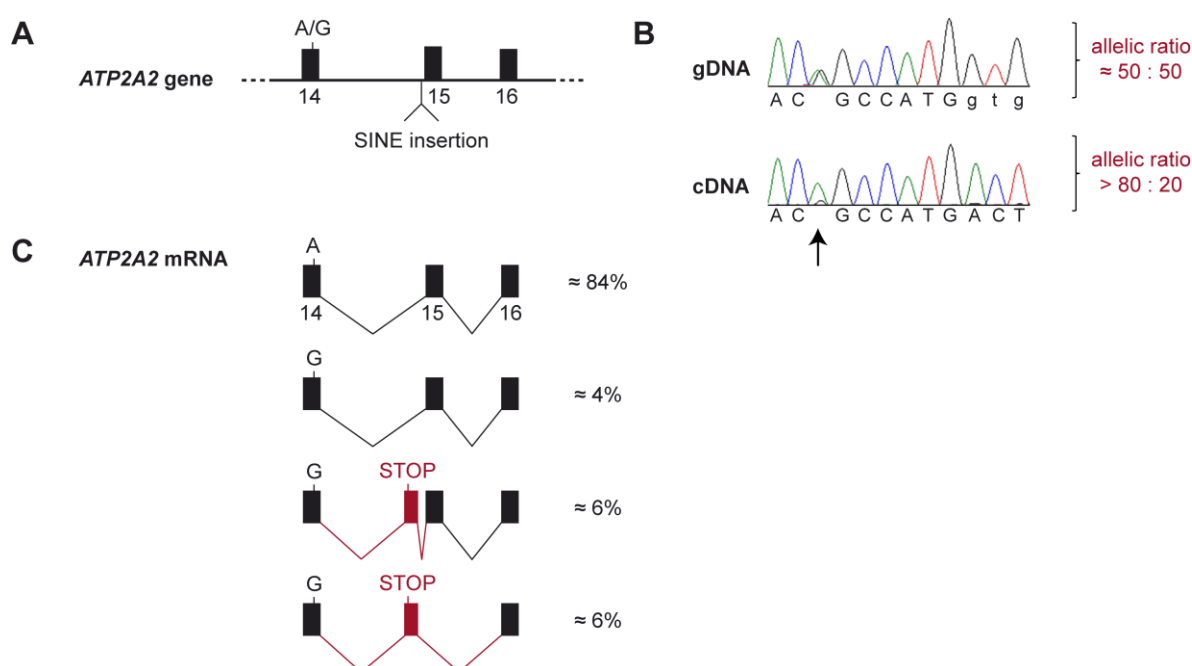 A
A/G
ATP2A2 gene
14
15
16
SINE insertion
B
gDNA
A C G C C A T G g t g
allelic ratio
≈ 50 : 50
cDNA
A C G C C A T G A C T
allelic ratio
> 80 : 20
C
ATP2A2 mRNA
A
14
15
16
≈ 84%
G
≈ 4%
G
STOP
≈ 6%
G
STOP
≈ 6%